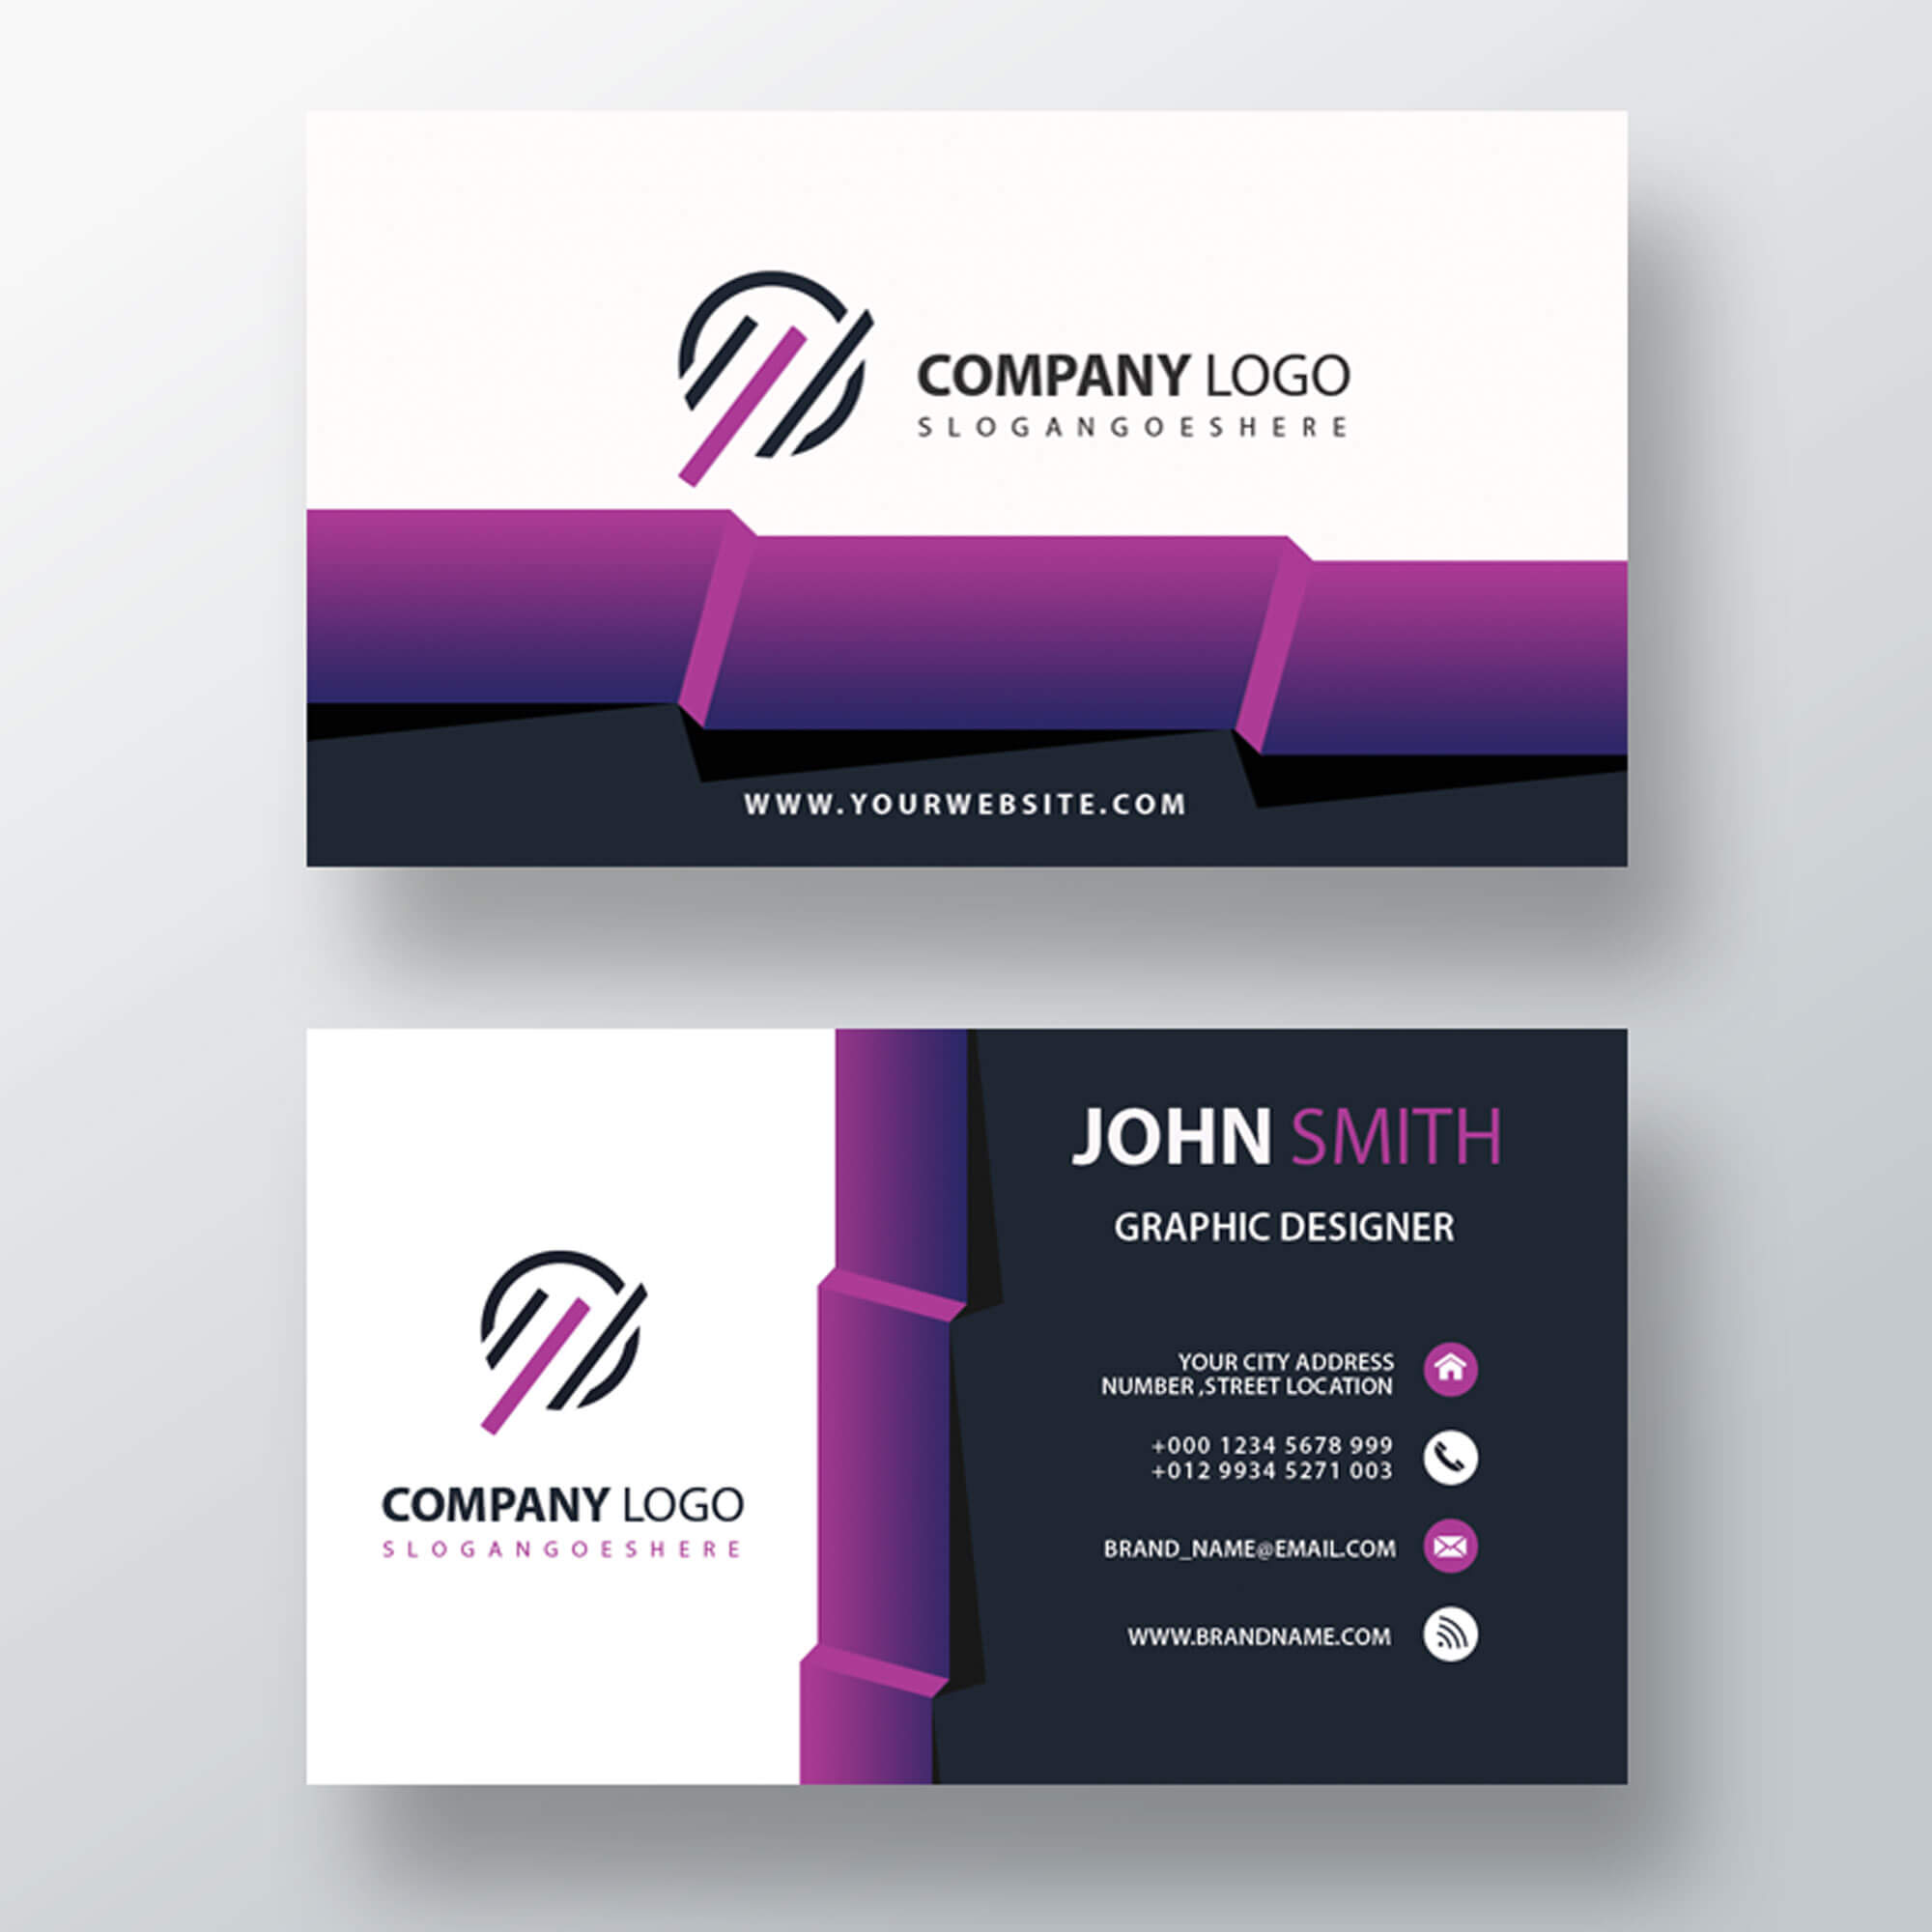 COMPANY LOGO
SLOGANGOESHERE
WWW.YOURWEBSITE.COM
COMPANY LOGO
SLOGANGOESHERE
JOHN SMITH
GRAPHIC DESIGNER
YOUR CITY ADDRESS
NUMBER ,STREET LOCATION
+000 1234 5678 999
+012 9934 5271 003
BRAND_NAME@EMAIL.COM
WWW.BRANDNAME.COM